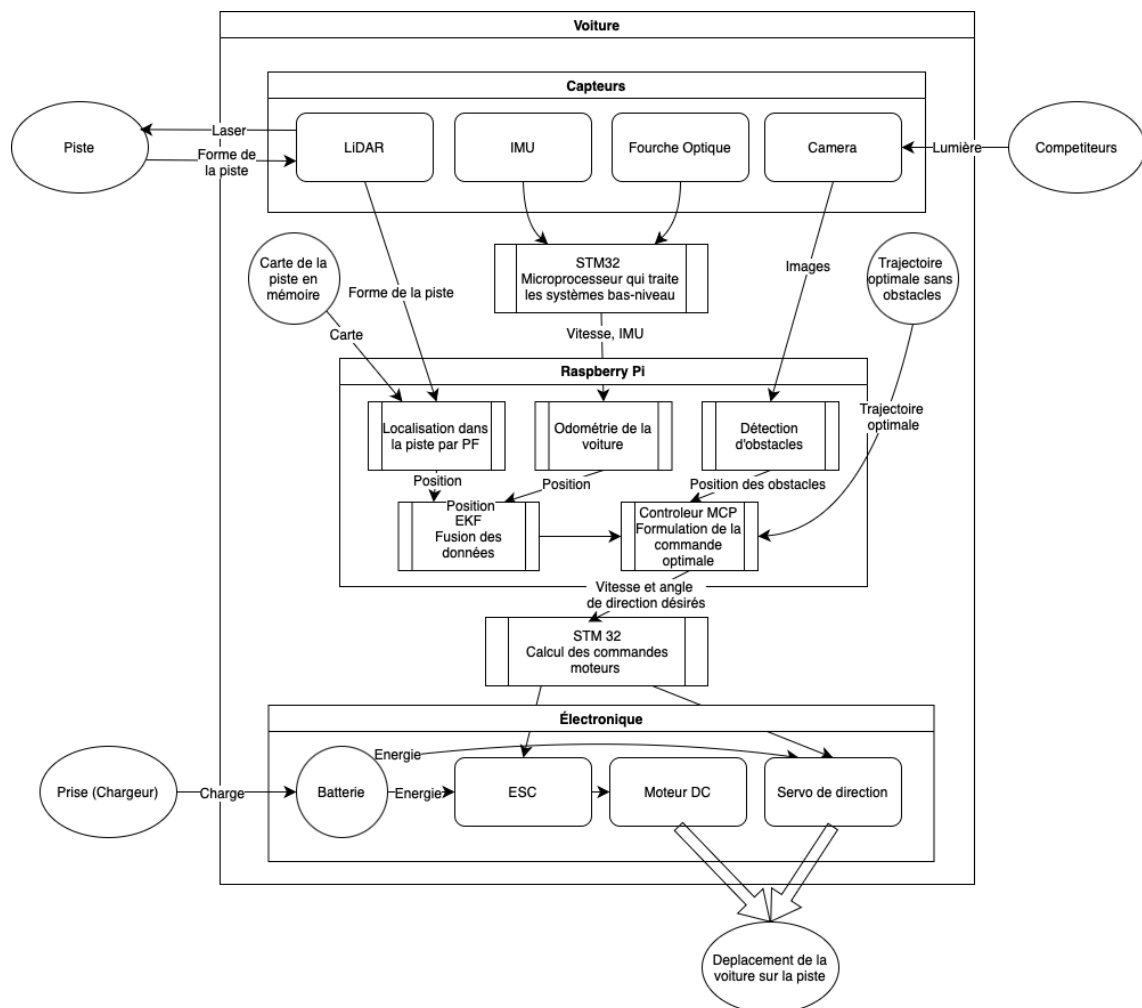 Voiture
Capteurs
Piste
Laser
Forme de
la piste
LiDAR
IMU
Fourche Optique
Camera
Lumière
Competiteurs
Carte de la
piste en
mémoire
Forme de la piste
STM32
Microprocesseur qui traite
les systèmes bas-niveau
Images
Trajectoire
optimale sans
obstacles
Carte
Vitesse, IMU
Raspberry Pi
Localisation dans
la piste par PF
Odométrie de la
voiture
Détection
d'obstacles
Trajectoire
optimale
Position
Position
Position des obstacles
Position
EKF
Fusion des
données
Controleur MCP
Formulation de la
commande
optimale
Vitesse et angle
de direction désirés
STM 32
Calcul des commandes
moteurs
Électronique
Energie
Prise (Chargeur)
Charge
Batterie
Energie
ESC
Moteur DC
Servo de direction
Deplacement de la
voiture sur la piste